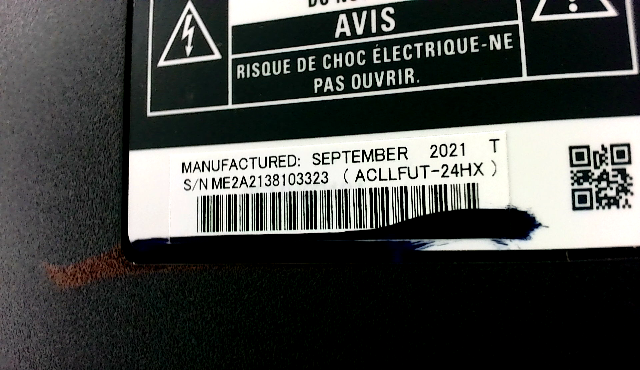 AVIS
RISQUE DE CHOC ÉLECTRIQUE-NE
PAS OUVRIR.
MANUFACTURED: SEPTEMBER 2021 T
S/N ME2A2138103323 ( ACLLFUT-24HX )